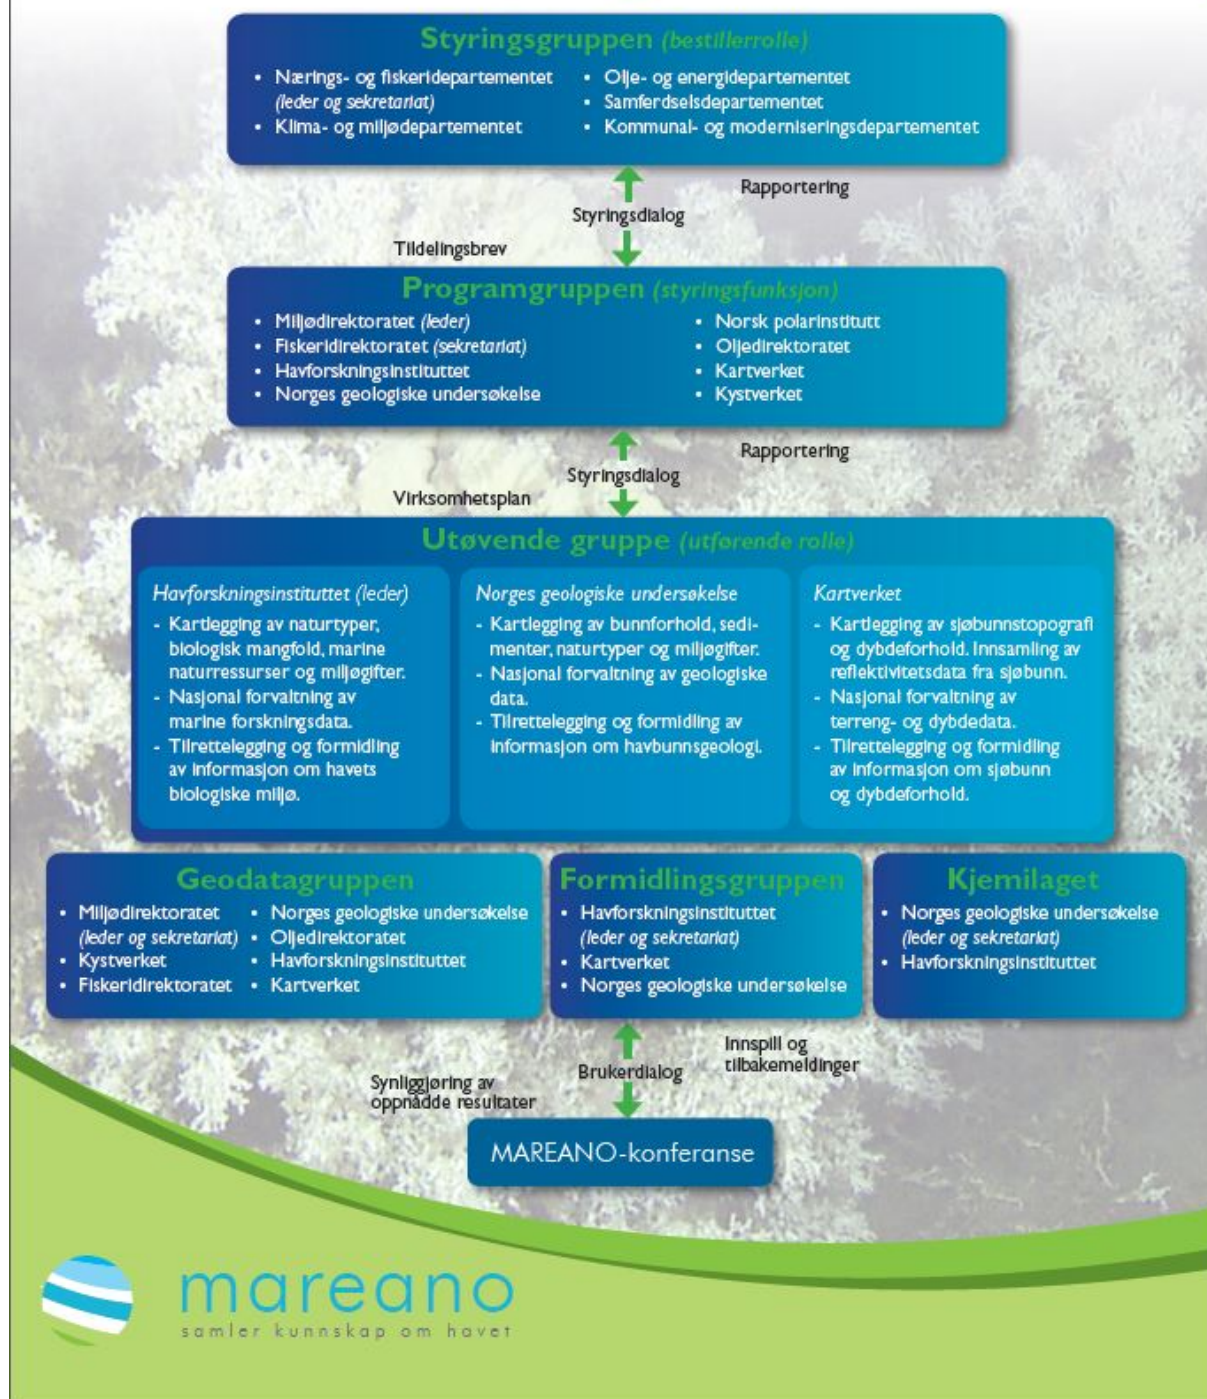 Styringsgruppen (bestillerrolle)
• Nærings- og fiskeridepartementet
(leder og sekretariat)
• Klima- og miljødepartementet
• Olje- og energidepartementet
• Samferdselsdepartementet
• Kommunal- og moderniseringsdepartementet
Rapportering
Styringsdialog
Tildelingsbrev
Programgruppen (styringsfunksjon)
• Miljødirektoratet (leder)
• Fiskeridirektoratet (sekretariat)
• Havforskningsinstituttet
• Norges geologiske undersøkelse
• Norsk polarinstitutt
• Oljedirektoratet
• Kartverket
• Kystverket
Rapportering
Styringsdialog
Virksomhetsplan
Utøvende gruppe (utførende rolle)
Havforskningsinstituttet (leder)
- Kartlegging av naturtyper,
biologisk mangfold, marine
naturressurser og miljøgifter.
- Nasjonal forvaltning av
marine forskningsdata.
- Tilrettelegging og formidling
av informasjon om havets
biologiske miljø.
Norges geologiske undersøkelse
- Kartlegging av bunnforhold, sedi-
menter, naturtyper og miljøgifter.
- Nasjonal forvaltning av geologiske
data.
- Tilrettelegging og formidling av
informasjon om havbunnsgeologi.
Kartverket
- Kartlegging av sjøbunnstopografi
og dybdeforhold. Innsamling av
reflektivitetsdata fra sjøbunn.
- Nasjonal forvaltning av
terreng- og dybdedata.
- Tilrettelegging og formidling
av informasjon om sjøbunn
og dybdeforhold.
Geodatagruppen
• Miljødirektoratet
(leder og sekretariat)
• Kystverket
• Fiskeridirektoratet
• Norges geologiske undersøkelse
• Oljedirektoratet
• Havforskningsinstituttet
• Kartverket
Formidlingsgruppen
• Havforskningsinstituttet
(leder og sekretariat)
• Kartverket
• Norges geologiske undersøkelse
Kjemilaget
• Norges geologiske undersøkelse
(leder og sekretariat)
• Havforskningsinstituttet
Innspill og
tilbakemeldinger
Brukerdialog
Synliggjøring av
oppnådde resultater
MAREANO-konferanse
mareano
samler kunnskap om havet